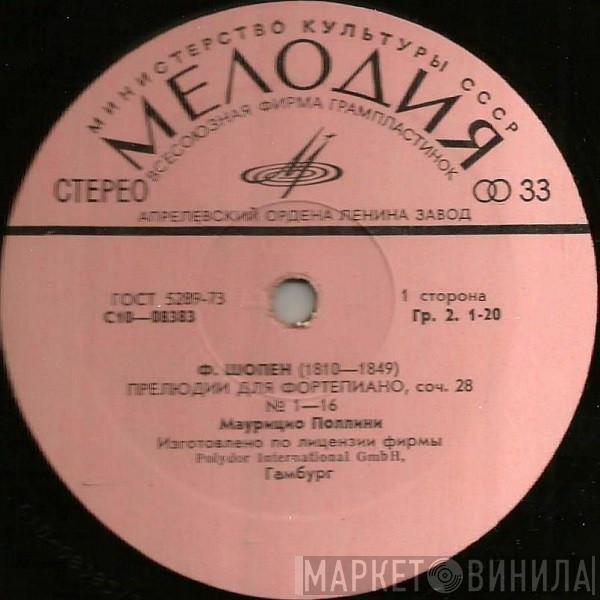 МИНИСТЕРСТВО КУЛЬТУРЫ СССР
МЕЛОДИЯ
ВСЕСОЮЗНАЯ ФИРМА ГРАМПЛАСТИНОК
СТЕРЕО
33
АПРЕЛЕВСКИЙ ОРДЕНА ЛЕНИНА ЗАВОД
ГОСТ 5289-73
1 сторона
С10—08383
Гр. 2. 1-20
Ф. ШОПЕН (1810—1849)
ПРЕЛЮДИИ ДЛЯ ФОРТЕПИАНО, соч. 28
№ 1—16
Маурицио Поллини
Изготовлено по лицензии фирмы
Polydor International GmbH,
Гамбург
МАРКЕТ ВИНИЛА